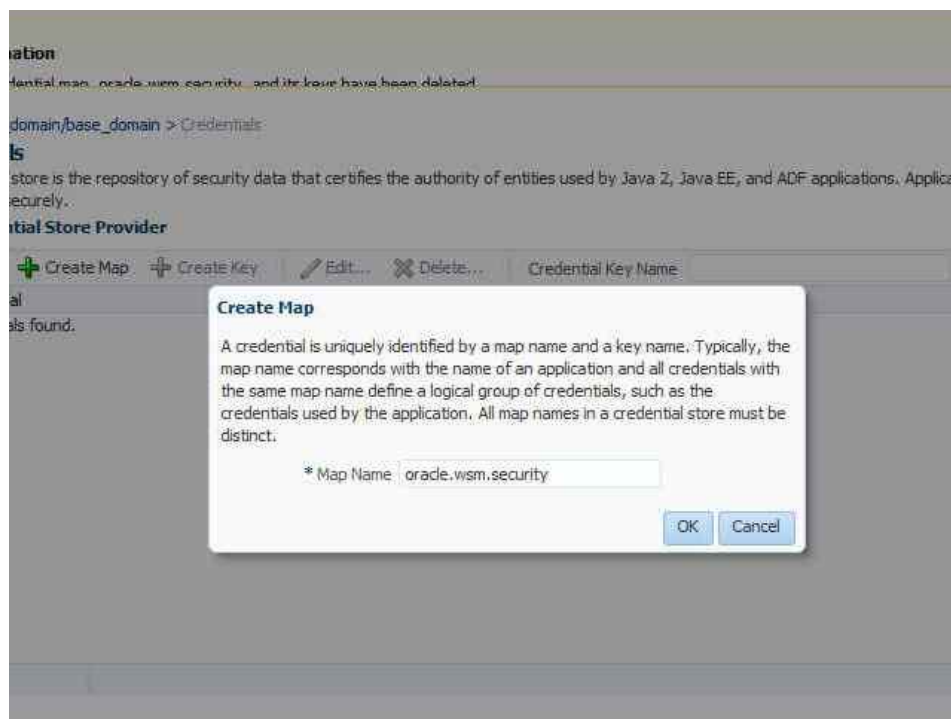 ation
dential map, oracle.wsm.security, and its keys have been deleted.
domain/base_domain > Credentials
ls
store is the repository of security data that certifies the authority of entities used by Java 2, Java EE, and ADF applications. Applica
ecurely.
ntial Store Provider
Create Map Create Key Edit... Delete... Credential Key Name
al
als found.
Create Map
A credential is uniquely identified by a map name and a key name. Typically, the
map name corresponds with the name of an application and all credentials with
the same map name define a logical group of credentials, such as the
credentials used by the application. All map names in a credential store must be
distinct.
* Map Name oracle.wsm.security
OK Cancel